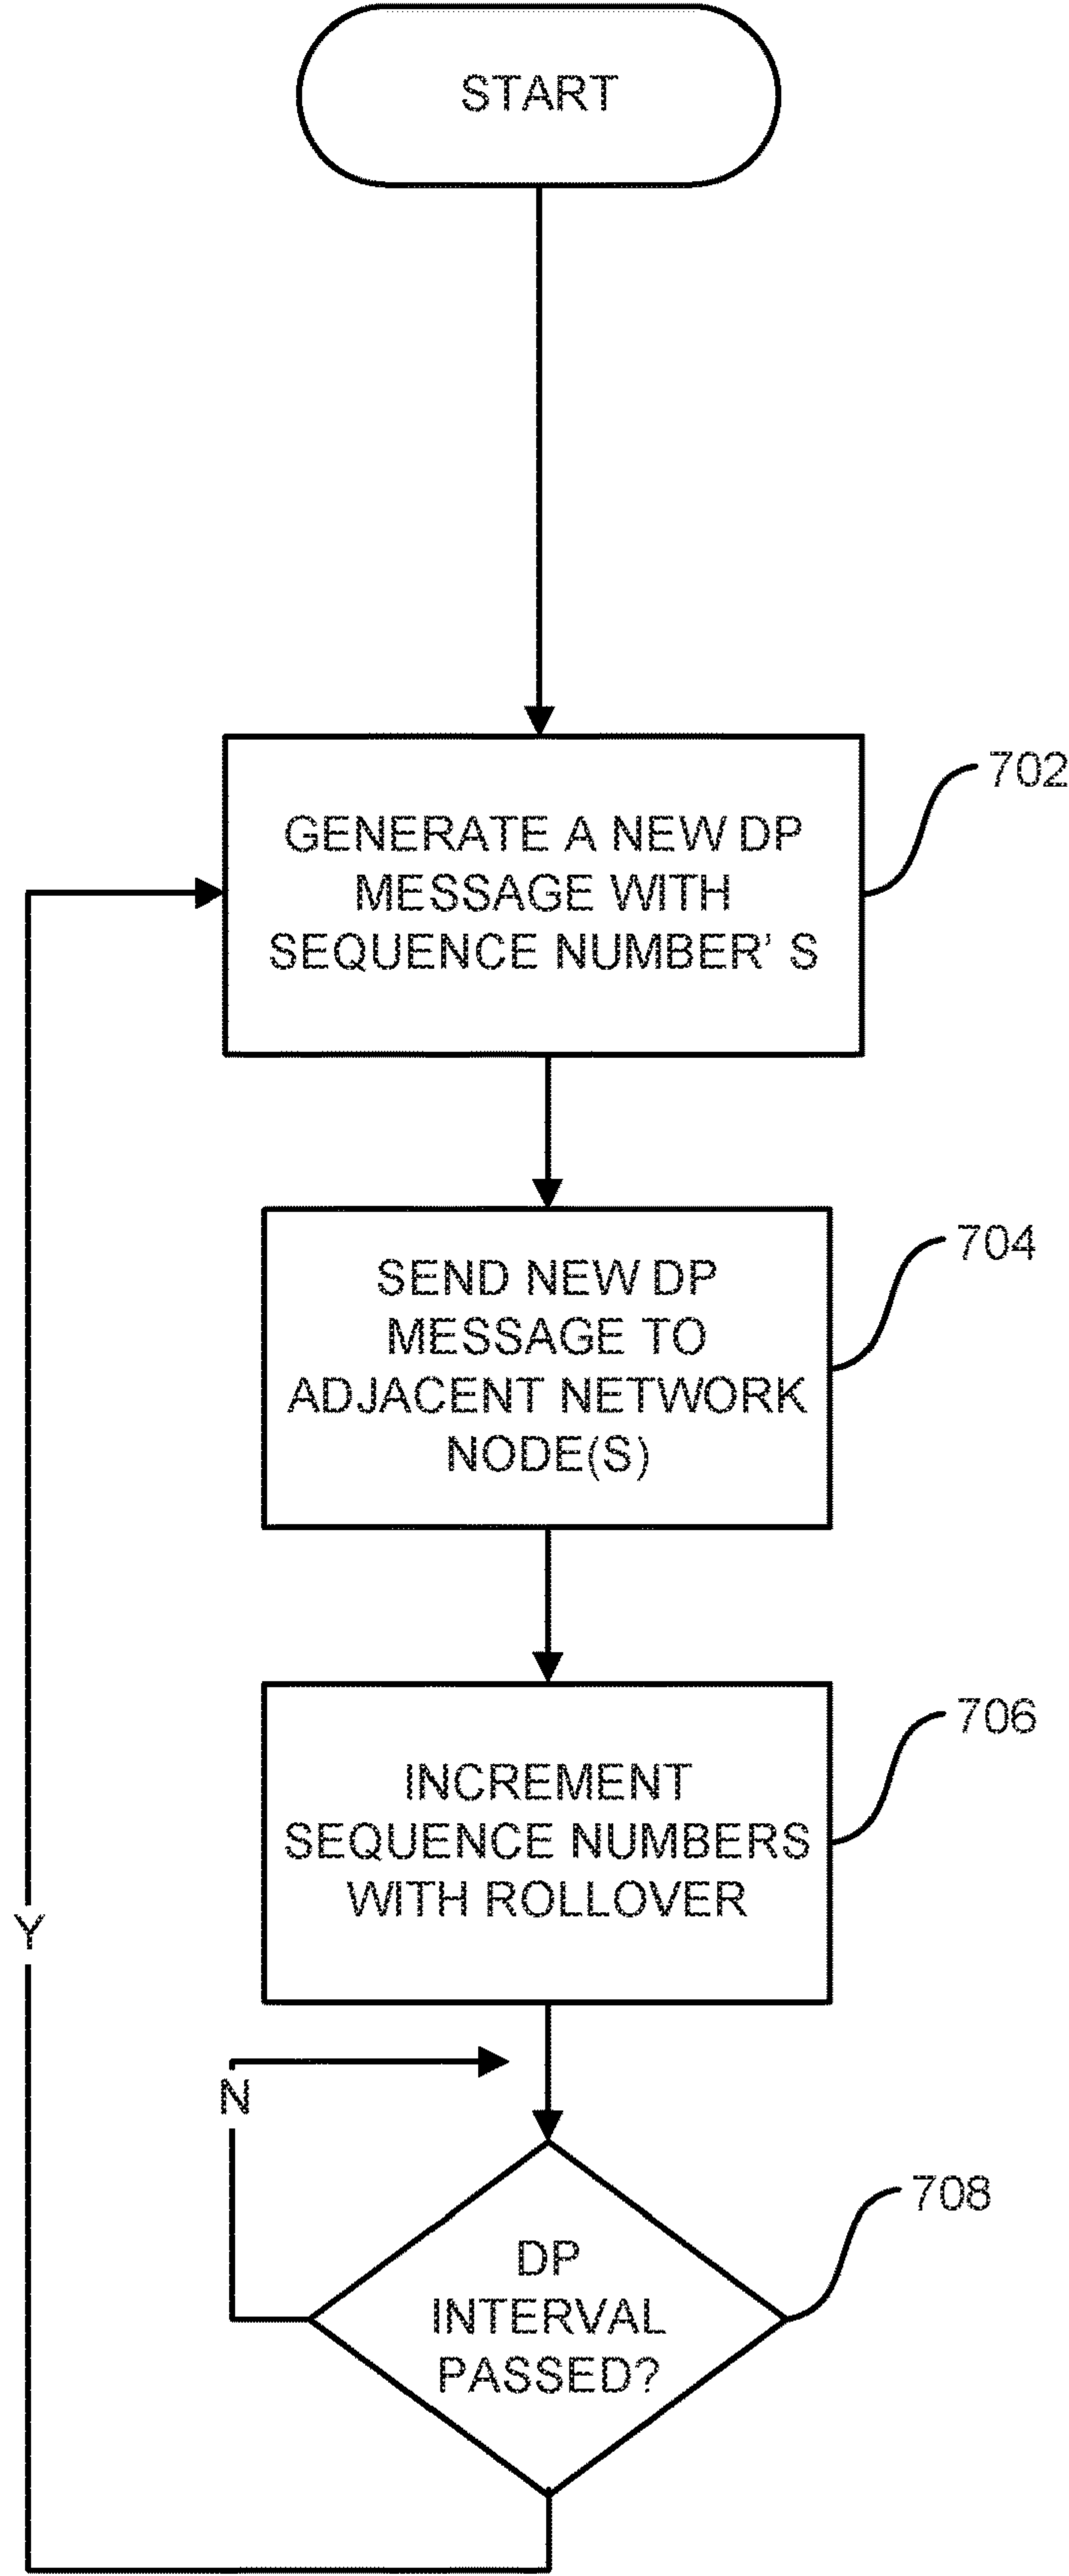 START
702
GENERATE A NEW DP
MESSAGE WITH
SEQUENCE NUMBER' S
704
SEND NEW DP
MESSAGE TO
ADJACENT NETWORK
NODE(S)
706
INCREMENT
SEQUENCE NUMBERS
WITH ROLLOVER
Y
N
708
DP
INTERVAL
PASSED?